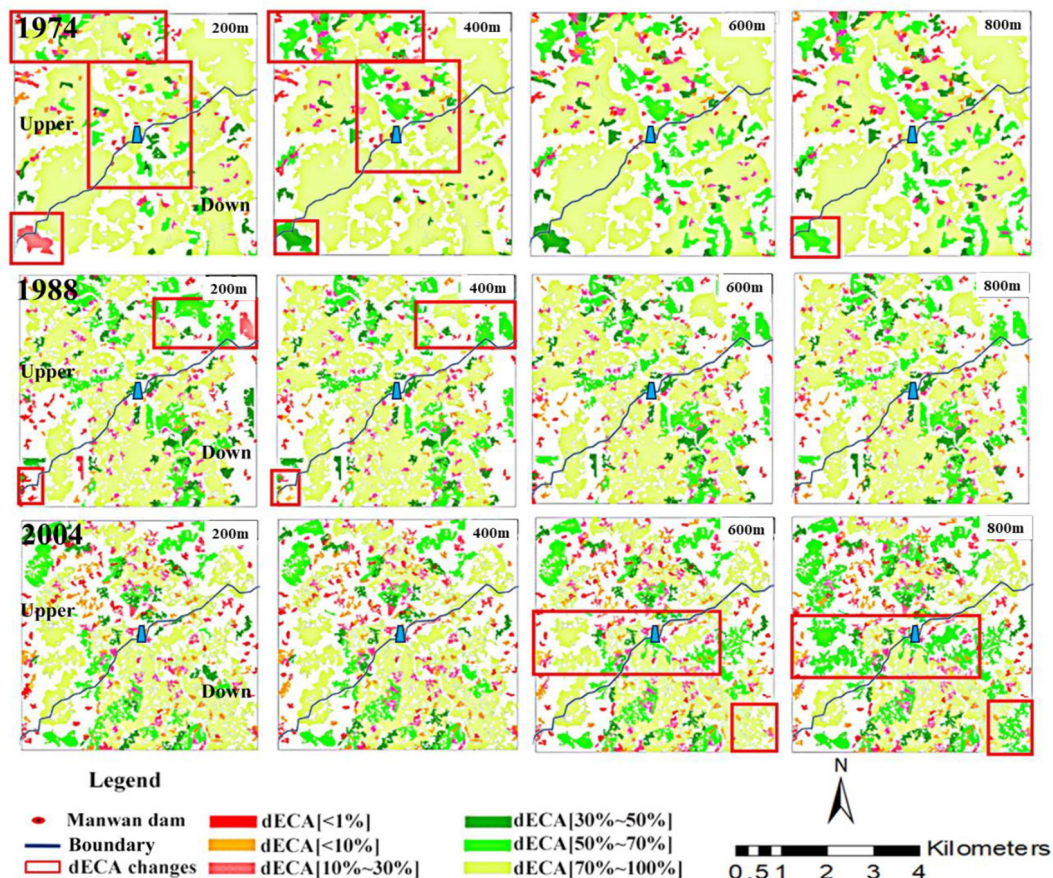 1974 200m 400m 600m 800m
Upper
Down
1988 200m 400m 600m 800m
Upper
Down
2004 200m 400m 600m 800m
Upper
Down
Legend
N
Manwan dam dECA[<1%] dECA[30%~50%]
Boundary dECA[<10%] dECA[50%~70%]
dECA changes dECA[10%~30%] dECA[70%~100%]
Kilometers
0 .5 1 2 3 4